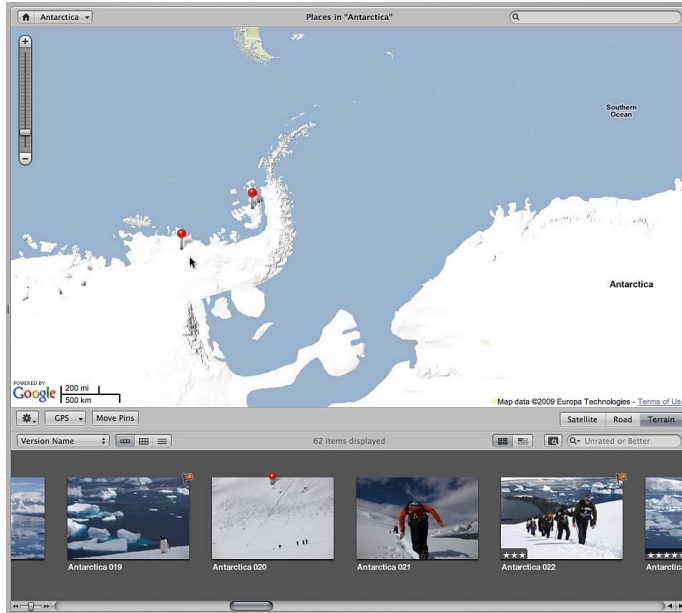 Antarctica
Places in "Antarctica"
Southern
Ocean
Antarctica
POWERED BY
Google
200 mi
500 km
Map data ©2009 Europa Technologies - Terms of Us
GPS
Move Pins
Satellite
Road
Terrain
Version Name
62 items displayed
Unrated or Better
Antarctica 019
Antarctica 020
Antarctica 021
Antarctica 022
Antarctica